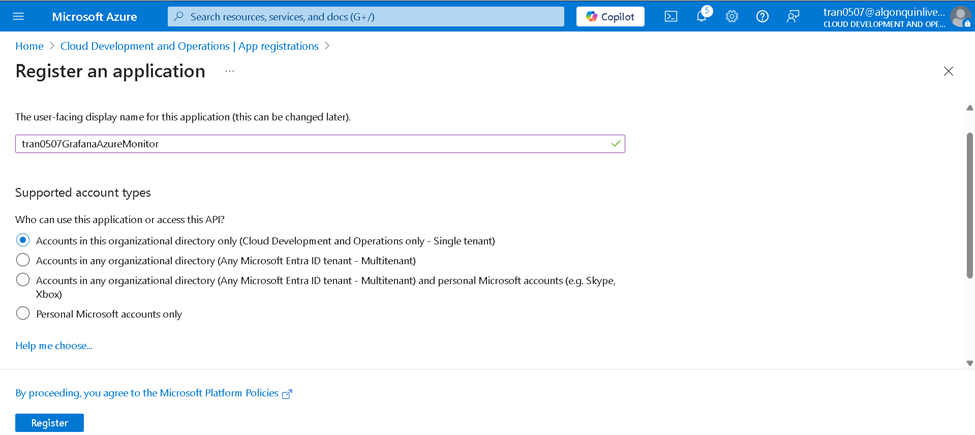 Microsoft Azure
Search resources, services, and docs (G+/)
Copilot
5
tran0507@algonquinlive...
CLOUD DEVELOPMENT AND OPE...
Home > Cloud Development and Operations | App registrations >
Register an application ...
The user-facing display name for this application (this can be changed later).
tran0507GrafanaAzureMonitor
Supported account types
Who can use this application or access this API?
Accounts in this organizational directory only (Cloud Development and Operations only - Single tenant)
Accounts in any organizational directory (Any Microsoft Entra ID tenant - Multitenant)
Accounts in any organizational directory (Any Microsoft Entra ID tenant - Multitenant) and personal Microsoft accounts (e.g. Skype,
Xbox)
Personal Microsoft accounts only
Help me choose...
By proceeding, you agree to the Microsoft Platform Policies
Register